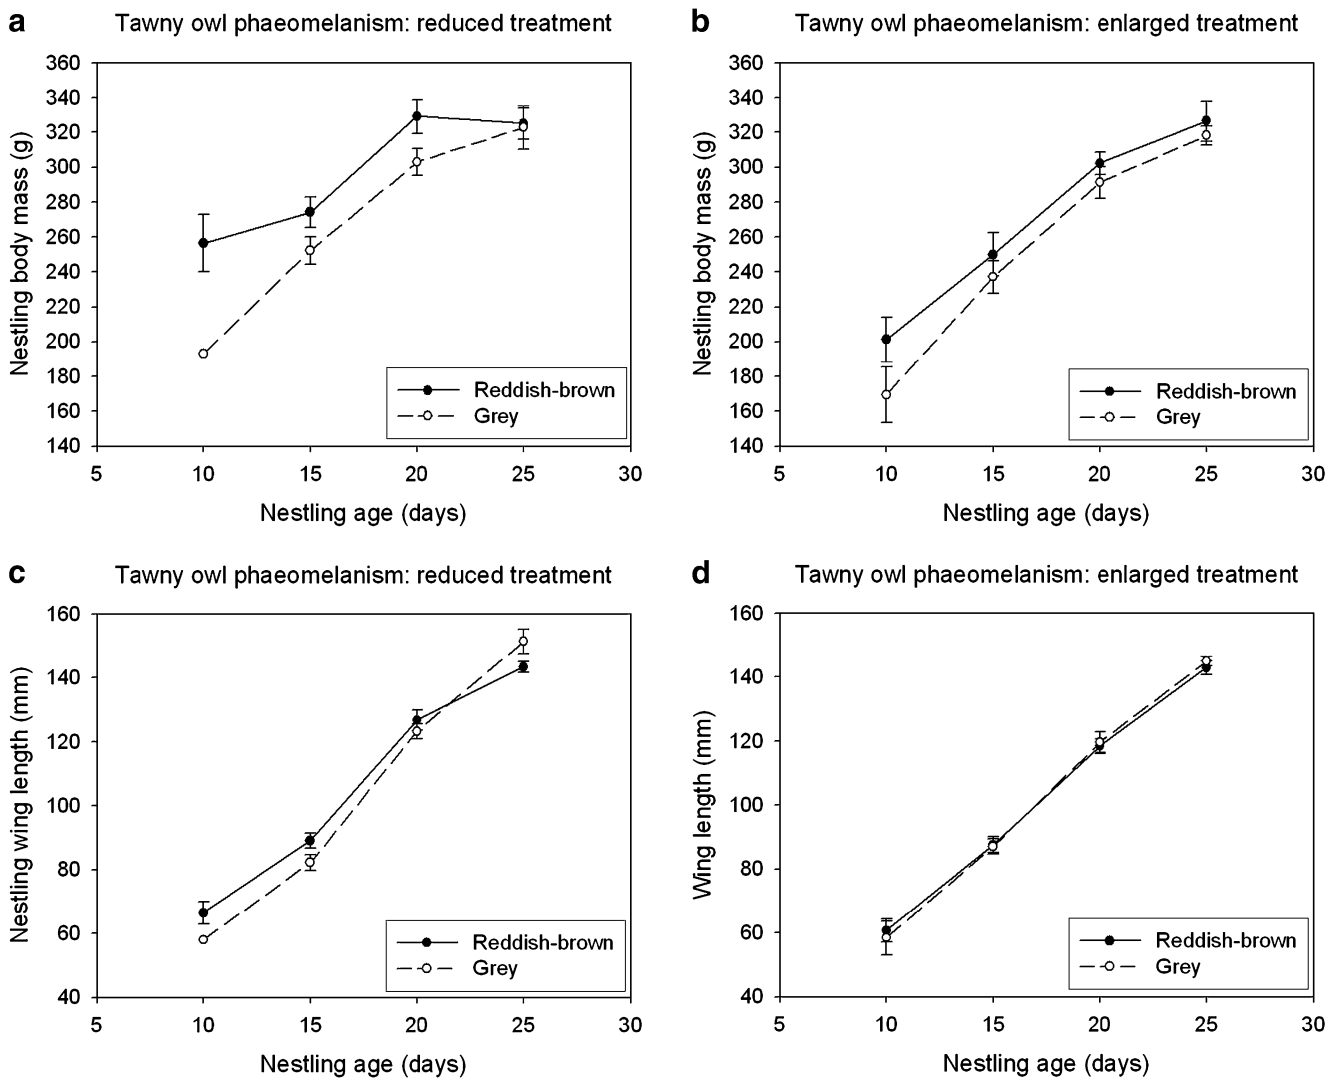 a Tawny owl phaeomelanism: reduced treatment
360
340
320
300
280
260
240
220
200
180
160
140
Nestling body mass (g)
Reddish-brown
Grey
5 10 15 20 25 30
Nestling age (days)
b Tawny owl phaeomelanism: enlarged treatment
360
340
320
300
280
260
240
220
200
180
160
140
Nestling body mass (g)
Reddish-brown
Grey
5 10 15 20 25 30
Nestling age (days)
c Tawny owl phaeomelanism: reduced treatment
160
140
120
100
80
60
40
Nestling wing length (mm)
Reddish-brown
Grey
5 10 15 20 25 30
Nestling age (days)
d Tawny owl phaeomelanism: enlarged treatment
160
140
120
100
80
60
40
Wing length (mm)
Reddish-brown
Grey
5 10 15 20 25 30
Nestling age (days)